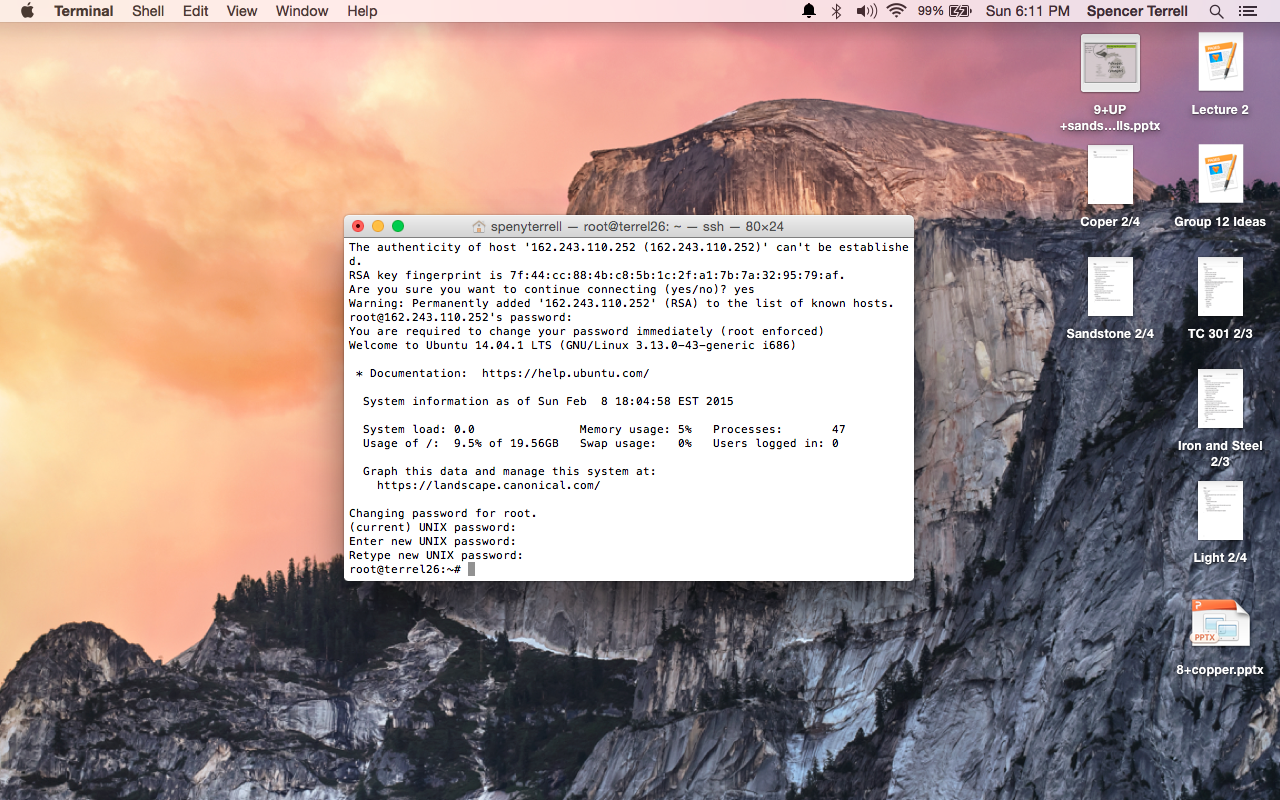 Terminal Shell Edit View Window Help 99% Sun 6:11 PM Spencer Terrell
spenyterrell — root@terrel26: ~ — ssh — 80×24
The authenticity of host '162.243.110.252 (162.243.110.252)' can't be establishe
d.
RSA key fingerprint is 7f:44:cc:88:4b:c8:5b:1c:2f:a1:7b:7a:32:95:79:af.
Are you sure you want to continue connecting (yes/no)? yes
Warning: Permanently added '162.243.110.252' (RSA) to the list of known hosts.
root@162.243.110.252's password:
You are required to change your password immediately (root enforced)
Welcome to Ubuntu 14.04.1 LTS (GNU/Linux 3.13.0-43-generic i686)
* Documentation:  https://help.ubuntu.com/
System information as of Sun Feb  8 18:04:58 EST 2015
System load: 0.0               Memory usage: 5%   Processes:       47
Usage of /:  9.5% of 19.56GB   Swap usage:   0%   Users logged in: 0
Graph this data and manage this system at:
https://landscape.canonical.com/
Changing password for root.
(current) UNIX password:
Enter new UNIX password:
Retype new UNIX password:
root@terrel26:~#
9+UP
+sands...lls.pptx
Lecture 2
Coper 2/4
Group 12 Ideas
Sandstone 2/4
TC 301 2/3
Iron and Steel
2/3
Light 2/4
P
PPTX
8+copper.pptx